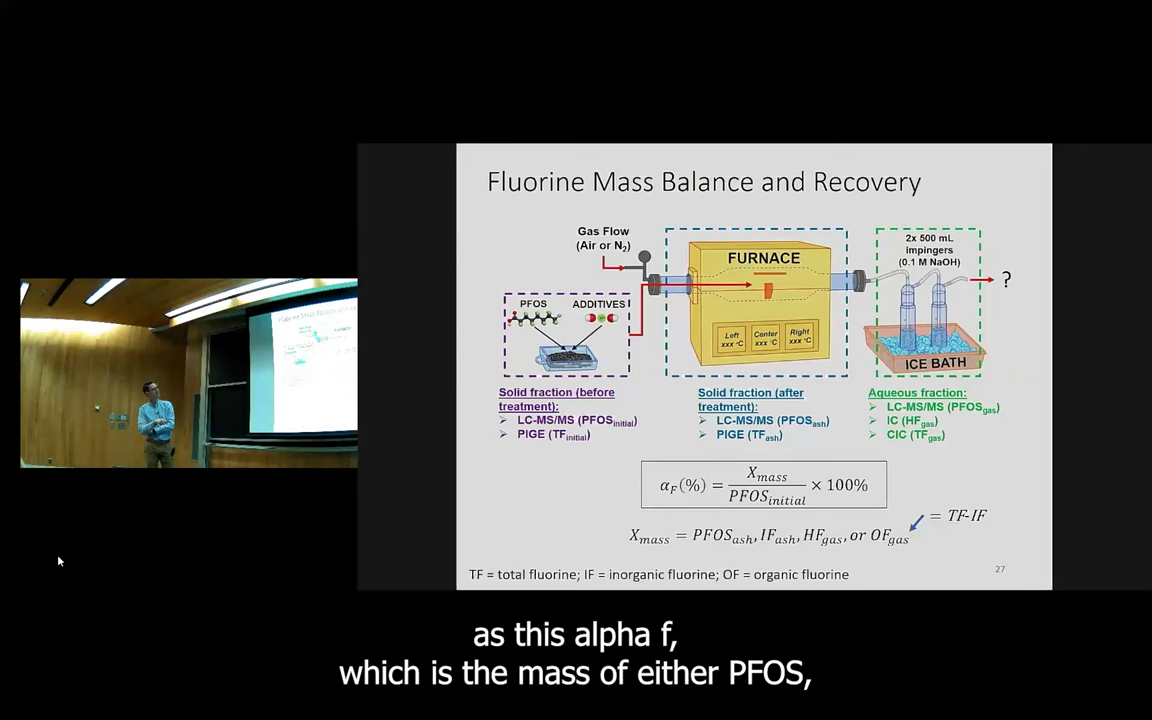 Fluorine Mass Balance and Recovery
Gas Flow
(Air or N₂)
FURNACE
2x 500 mL
impingers
(0.1 M NaOH)
?
PFOS
ADDITIVES
Left
xxx °C
Center
xxx °C
Right
xxx °C
ICE BATH
Solid fraction (before
treatment):
➢ LC-MS/MS (PFOSinitial)
➢ PIGE (TFinitial)
Solid fraction (after
treatment):
➢ LC-MS/MS (PFOSash)
➢ PIGE (TFash)
Aqueous fraction:
➢ LC-MS/MS (PFOSgas)
➢ IC (HFgas)
➢ CIC (TFgas)
αF(%) = Xmass / PFOSinitial × 100%
= TF-IF
Xmass = PFOSash, IFash, HFgas, or OFgas
TF = total fluorine; IF = inorganic fluorine; OF = organic fluorine
27
as this alpha f,
which is the mass of either PFOS,